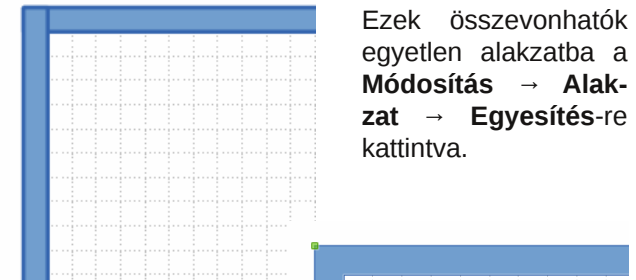 Ezek összevonhatók
egyetlen alakzatba a
Módosítás → Alak-
zat → Egyesítés-re
kattintva.